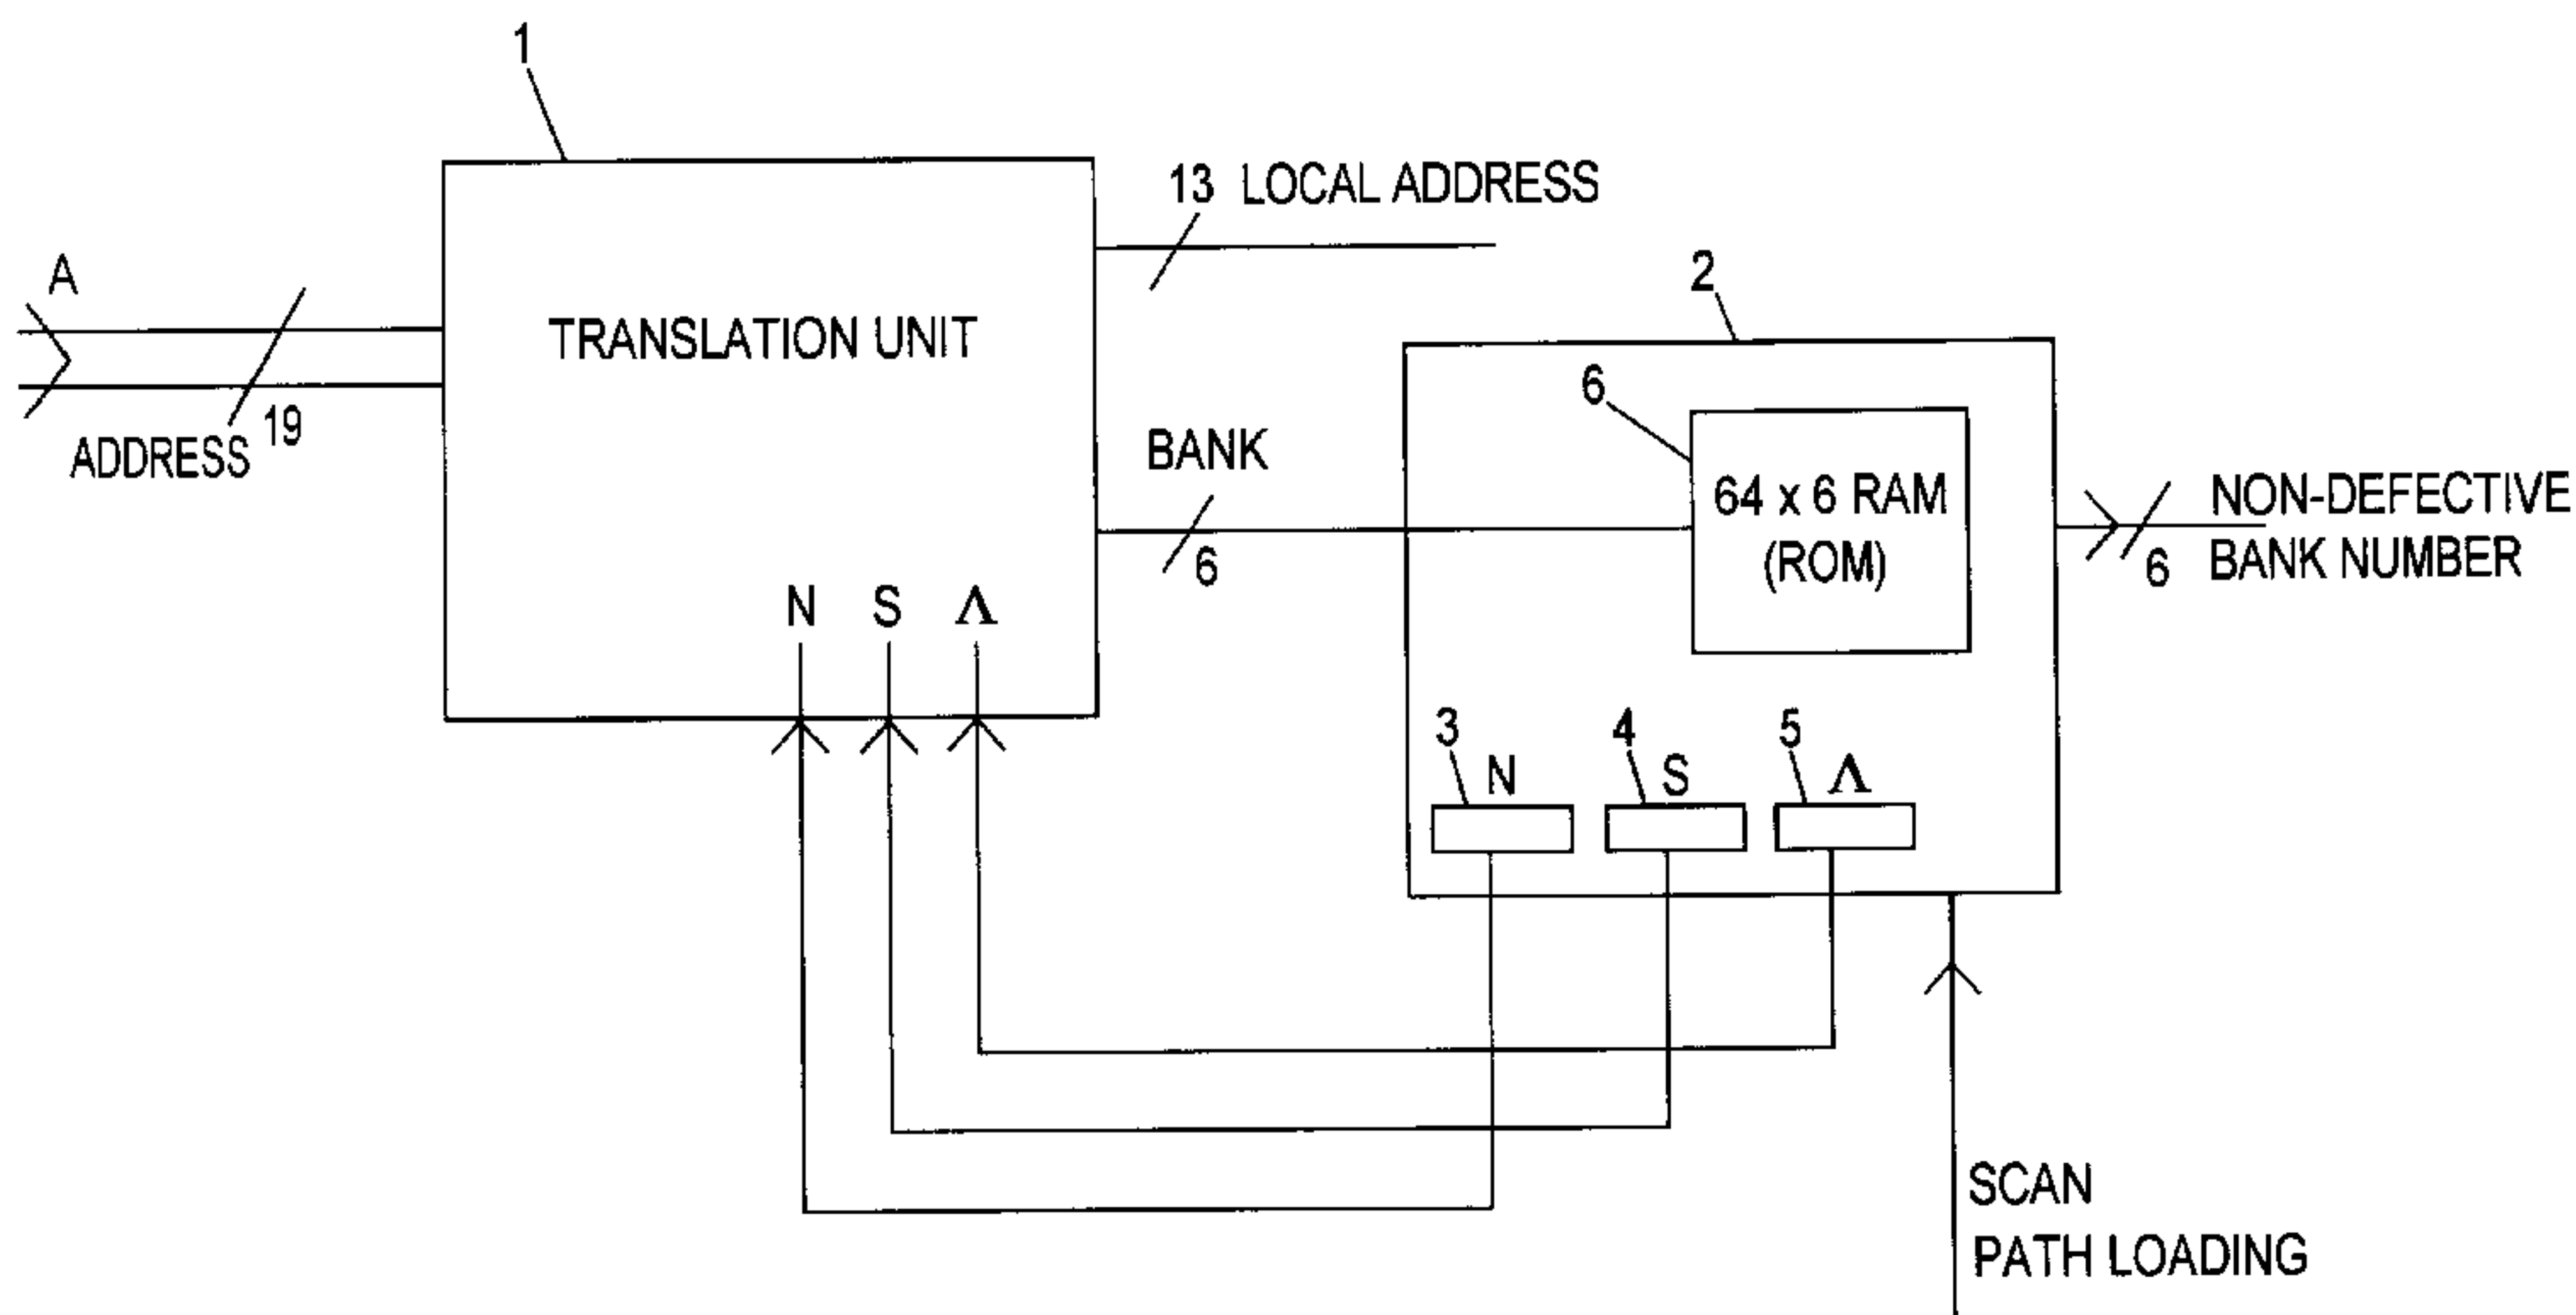 1
13 LOCAL ADDRESS
A
2
TRANSLATION UNIT
6
19
ADDRESS
BANK
6
64 x 6 RAM
(ROM)
NON-DEFECTIVE
BANK NUMBER
6
N S Λ
3 N
4 S
5 Λ
SCAN
PATH LOADING